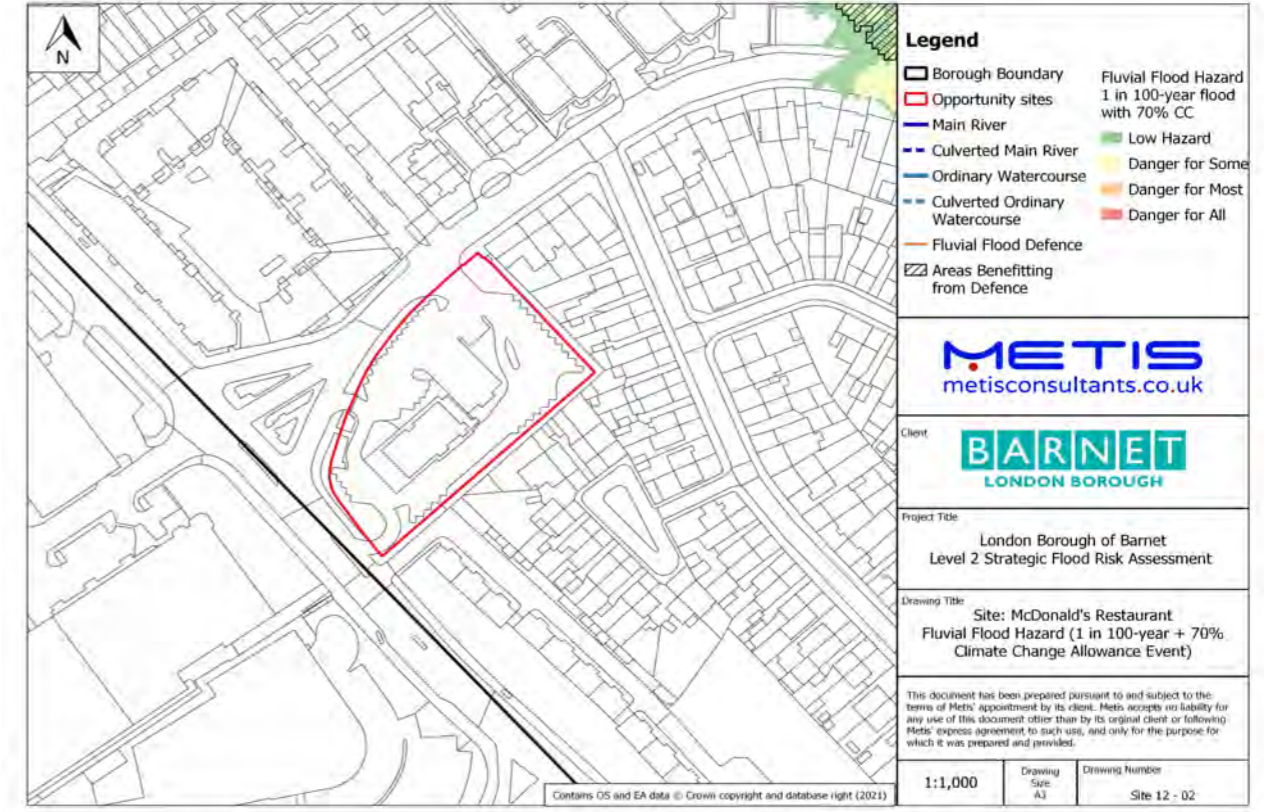 N
Legend
Borough Boundary
Opportunity sites
Main River
Culverted Main River
Ordinary Watercourse
Culverted Ordinary
Watercourse
Fluvial Flood Defence
Areas Benefitting
from Defence
Fluvial Flood Hazard
1 in 100-year flood
with 70% CC
Low Hazard
Danger for Some
Danger for Most
Danger for All
METIS
metisconsultants.co.uk
Client
BARNET
LONDON BOROUGH
Project Title
London Borough of Barnet
Level 2 Strategic Flood Risk Assessment
Drawing Title
Site: McDonald's Restaurant
Fluvial Flood Hazard (1 in 100-year + 70%
Climate Change Allowance Event)
This document has been prepared pursuant to and subject to the
terms of Metis' appointment by its client. Metis accepts no liability for
any use of this document other than by its orginal client or following
Metis' express agreement to such use, and only for the purpose for
which it was prepared and provided.
1:1,000
Drawing
Size
A3
Drawing Number
Site 12 - 02
Contains OS and EA data © Crown copyright and database right (2021)